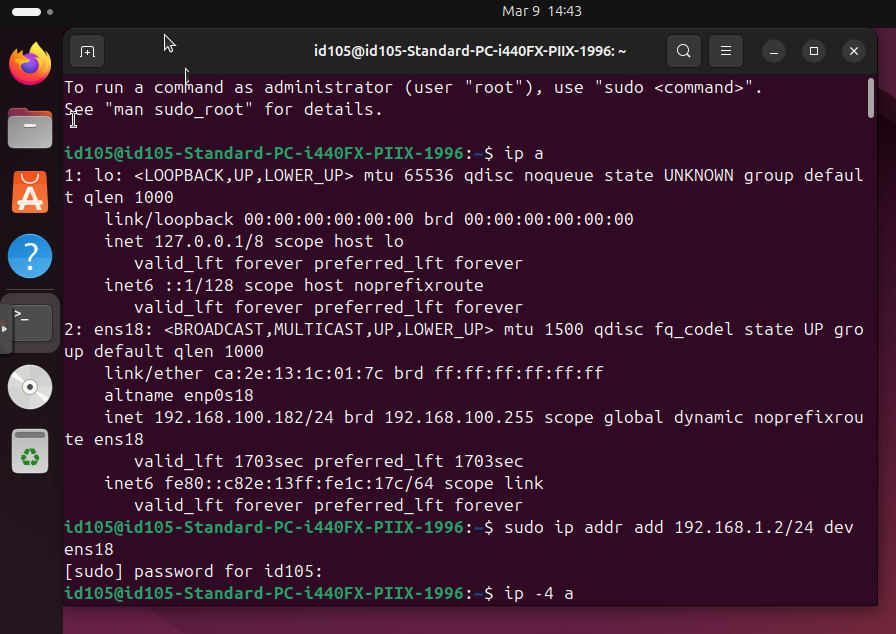 Mar 9 14:43
id105@id105-Standard-PC-i440FX-PIIX-1996: ~
To run a command as administrator (user "root"), use "sudo <command>".
See "man sudo_root" for details.
id105@id105-Standard-PC-i440FX-PIIX-1996:~$ ip a
1: lo: <LOOPBACK,UP,LOWER_UP> mtu 65536 qdisc noqueue state UNKNOWN group defaul
t qlen 1000
link/loopback 00:00:00:00:00:00 brd 00:00:00:00:00:00
inet 127.0.0.1/8 scope host lo
valid_lft forever preferred_lft forever
inet6 ::1/128 scope host noprefixroute
valid_lft forever preferred_lft forever
2: ens18: <BROADCAST,MULTICAST,UP,LOWER_UP> mtu 1500 qdisc fq_codel state UP gro
up default qlen 1000
link/ether ca:2e:13:1c:01:7c brd ff:ff:ff:ff:ff:ff
altname enp0s18
inet 192.168.100.182/24 brd 192.168.100.255 scope global dynamic noprefixrou
te ens18
valid_lft 1703sec preferred_lft 1703sec
inet6 fe80::c82e:13ff:fe1c:17c/64 scope link
valid_lft forever preferred_lft forever
id105@id105-Standard-PC-i440FX-PIIX-1996:~$ sudo ip addr add 192.168.1.2/24 dev
ens18
[sudo] password for id105:
id105@id105-Standard-PC-i440FX-PIIX-1996:~$ ip -4 a